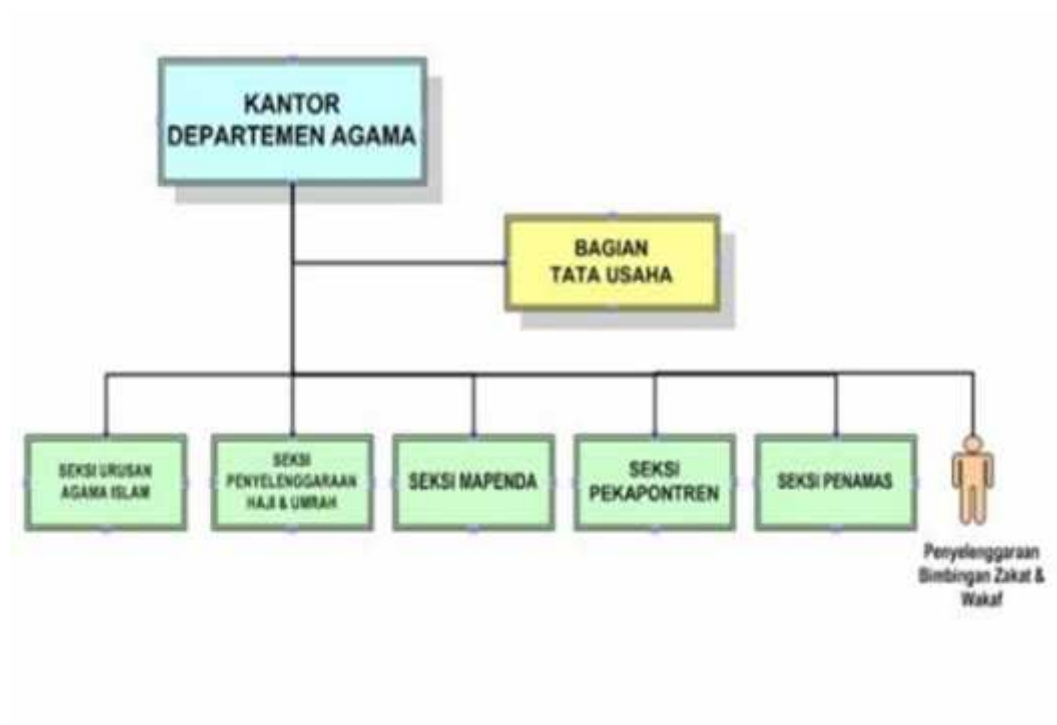 KANTOR
DEPARTEMEN AGAMA
BAGIAN
TATA USAHA
SEKSI URUSAN
AGAMA ISLAM
SEKSI
PENYELENGGARAAN
HAJI & UMRAH
SEKSI MAPENDA
SEKSI
PEKAPONTREN
SEKSI PENAMAS
Penyelenggaraan
Bimbingan Zakat &
Wakaf